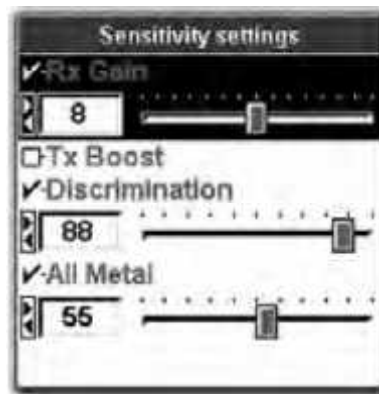 Sensitivity settings
Rx Gain
8
Tx Boost
Discrimination
88
All Metal
55